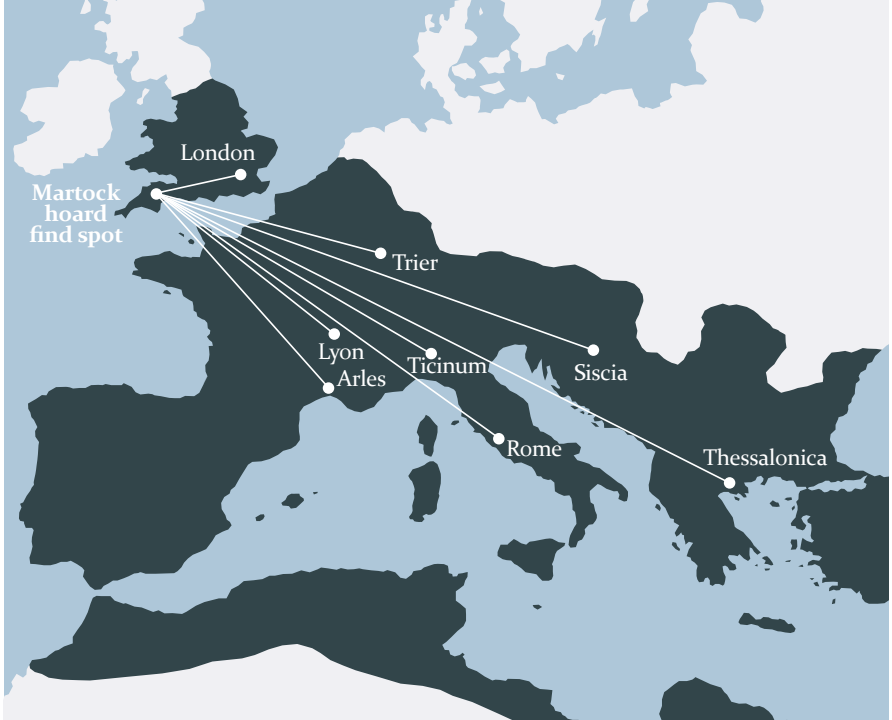 London
Martock
hoard
find spot
Trier
Lyon
Ticinum
Siscia
Arles
Rome
Thessalonica